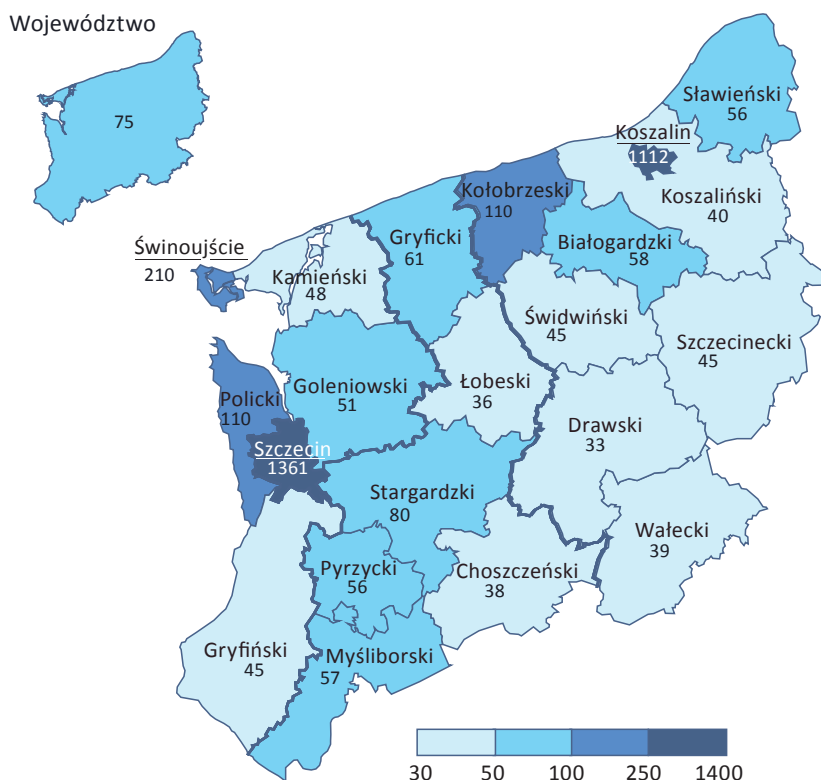 Województwo
75
Sławieński
56
Koszalin
1112
Koszaliński
40
Kołobrzeski
110
Gryficki
61
Białogardzki
58
Świnoujście
210
Kamieński
48
Świdwiński
45
Szczecinecki
45
Goleniowski
51
Łobeski
36
Policki
110
Drawski
33
Szczecin
1361
Stargardzki
80
Wałecki
39
Pyrzycki
56
Choszczeński
38
Gryfiński
45
Myśliborski
57
30 50 100 250 1400